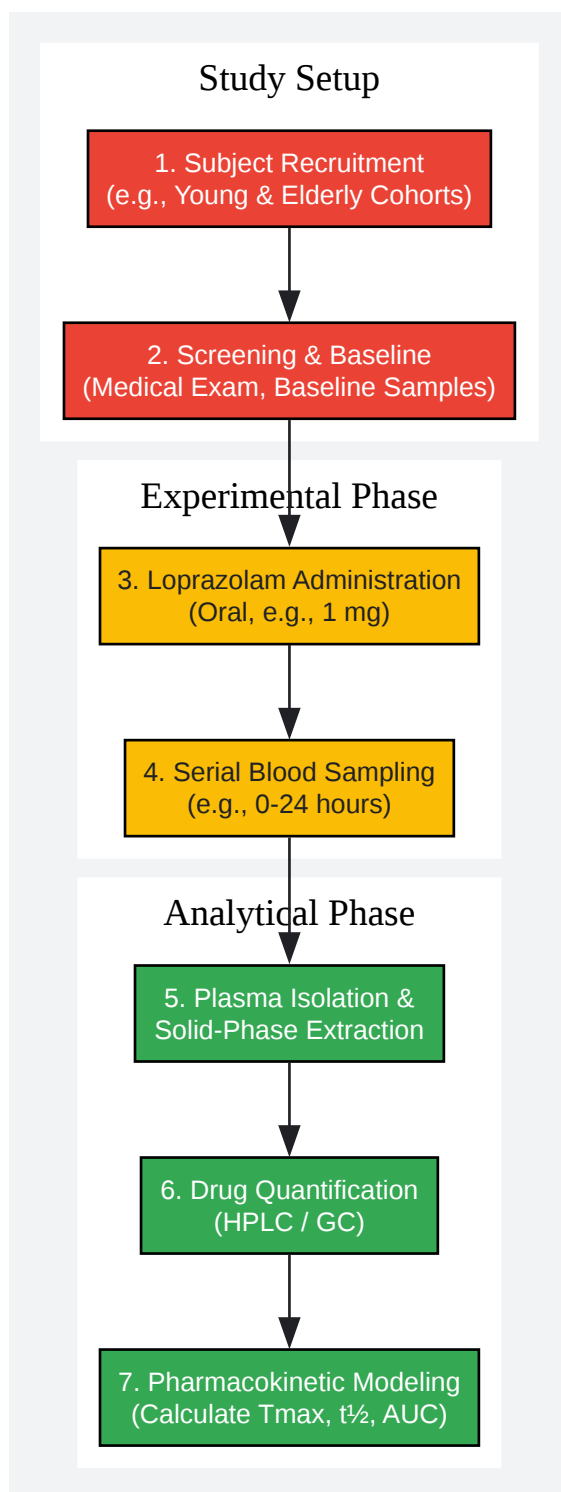 Study Setup
1. Subject Recruitment
(e.g., Young & Elderly Cohorts)
2. Screening & Baseline
(Medical Exam, Baseline Samples)
Experimental Phase
3. Loprazolam Administration
(Oral, e.g., 1 mg)
4. Serial Blood Sampling
(e.g., 0-24 hours)
Analytical Phase
5. Plasma Isolation &
Solid-Phase Extraction
6. Drug Quantification
(HPLC / GC)
7. Pharmacokinetic Modeling
(Calculate Tmax, t½, AUC)